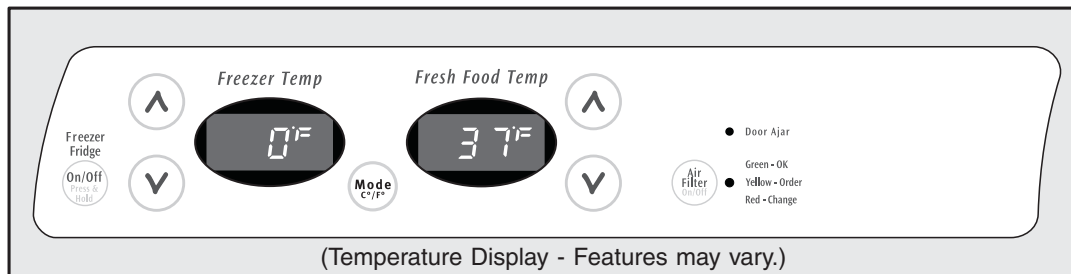 Freezer Temp
Fresh Food Temp
Freezer
Fridge
On/Off
Press &
Hold
0°F
Mode
C°/F°
37°F
Door Ajar
Air
Filter
On/Off
Green - OK
Yellow - Order
Red - Change
(Temperature Display - Features may vary.)